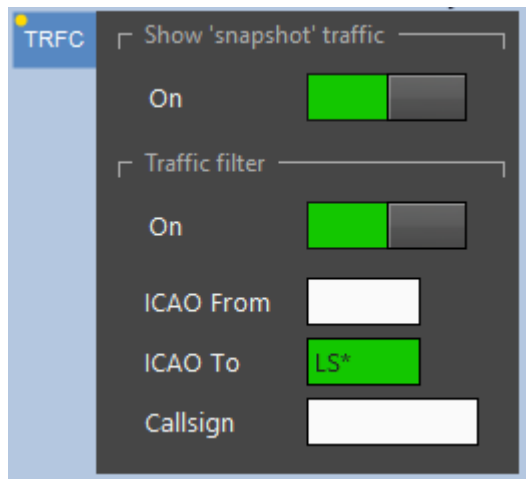 TRFC
Show 'snapshot' traffic
On
Traffic filter
On
ICAO From
ICAO To LS*
Callsign